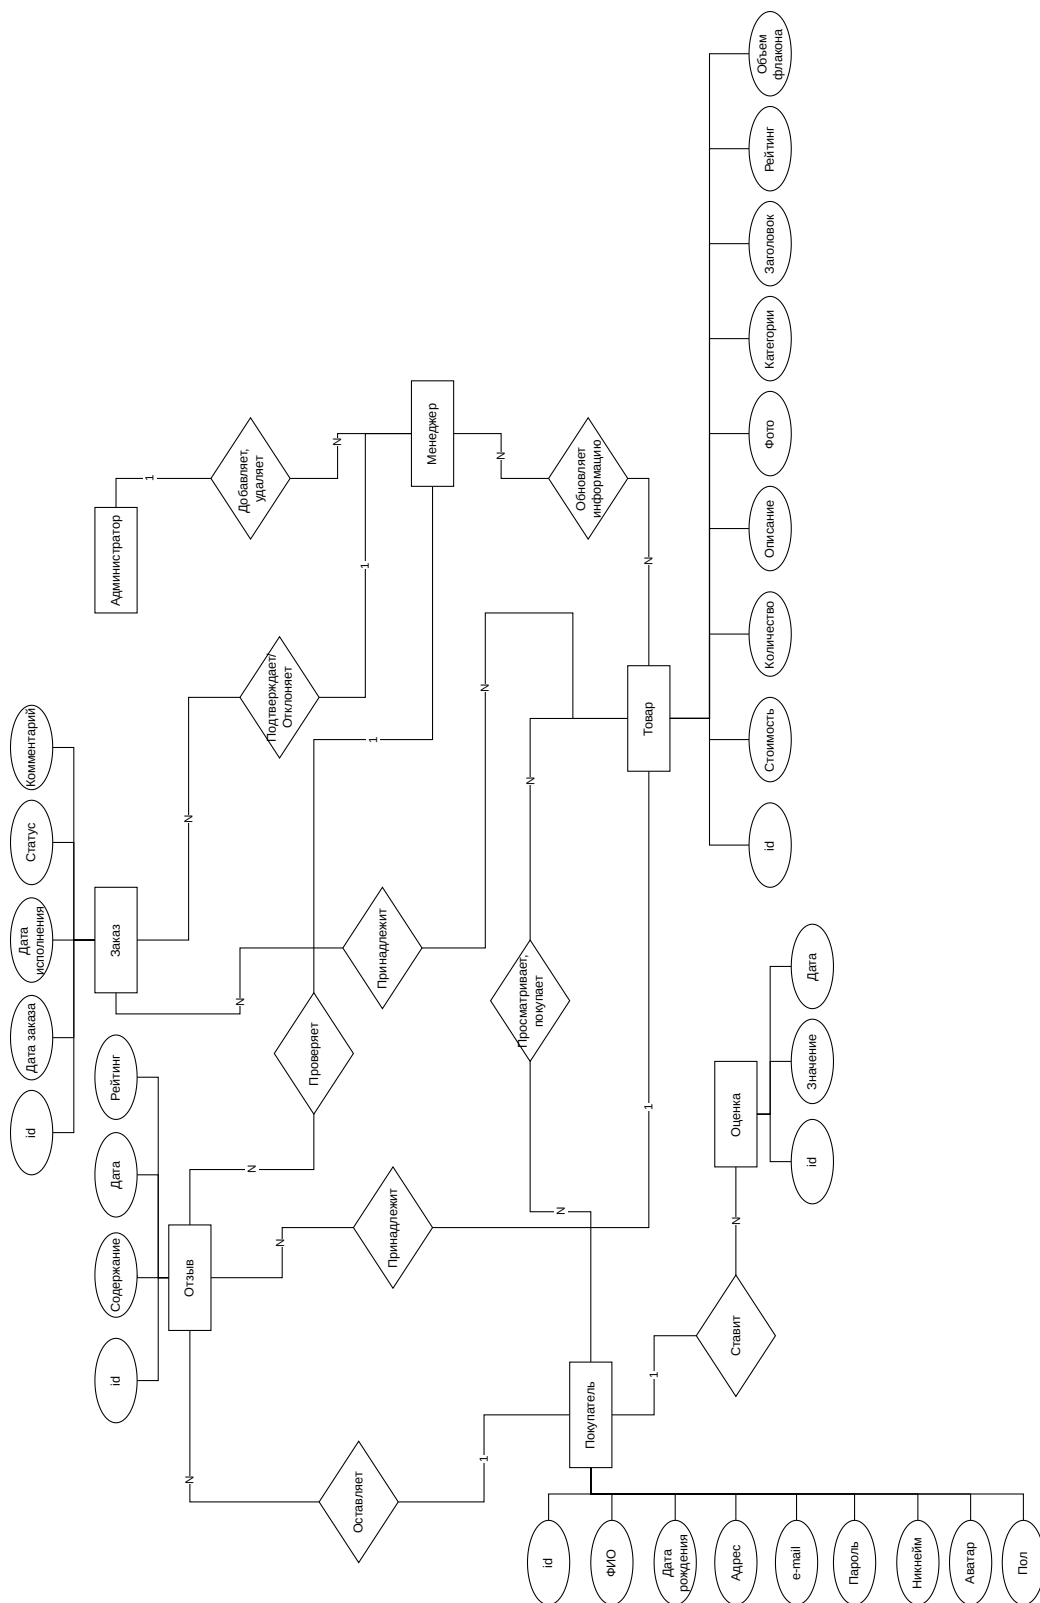 id
Дата заказа
Дата
исполнения
Статус
Комментарий
Заказ
id
Содержание
Дата
Рейтинг
Отзыв
Администратор
1
Добавляет,
удаляет
N
Менеджер
N
Подтверждает/
Отклоняет
1
N
Проверяет
1
N
Принадлежит
N
N
Принадлежит
1
N
Оставляет
1
N
Просматривает,
покупает
N
N
Обновляет
информацию
N
Товар
id
Стоимость
Количество
Описание
Фото
Категории
Заголовок
Рейтинг
Объем
флакона
Покупатель
1
Ставит
N
Оценка
id
Значение
Дата
id
ФИО
Дата
рождения
Адрес
e-mail
Пароль
Никнейм
Аватар
Пол